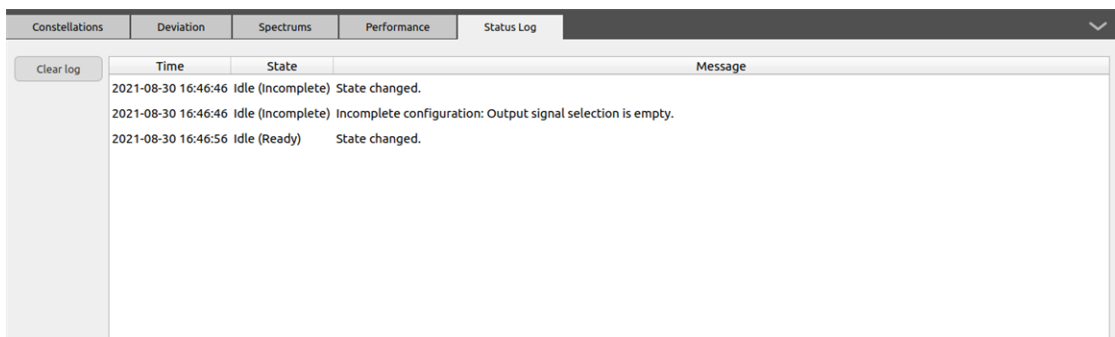 Constellations Deviation Spectrums Performance Status Log
Clear log Time State Message
2021-08-30 16:46:46 Idle (Incomplete) State changed.
2021-08-30 16:46:46 Idle (Incomplete) Incomplete configuration: Output signal selection is empty.
2021-08-30 16:46:56 Idle (Ready) State changed.